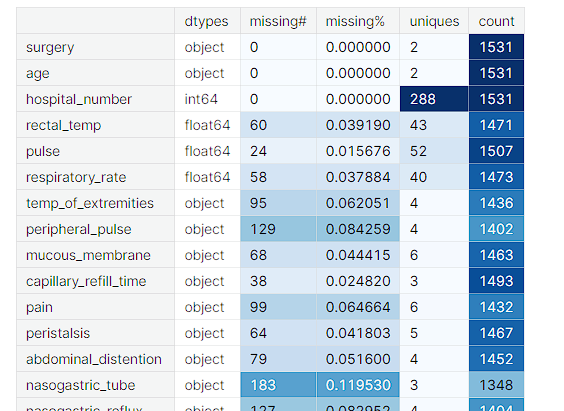 dtypes missing# missing% uniques count
surgery object 0 0.000000 2 1531
age object 0 0.000000 2 1531
hospital_number int64 0 0.000000 288 1531
rectal_temp float64 60 0.039190 43 1471
pulse float64 24 0.015676 52 1507
respiratory_rate float64 58 0.037884 40 1473
temp_of_extremities object 95 0.062051 4 1436
peripheral_pulse object 129 0.084259 4 1402
mucous_membrane object 68 0.044415 6 1463
capillary_refill_time object 38 0.024820 3 1493
pain object 99 0.064664 6 1432
peristalsis object 64 0.041803 5 1467
abdominal_distention object 79 0.051600 4 1452
nasogastric_tube object 183 0.119530 3 1348
nasogastric_reflux object 127 0.082952 4 1404